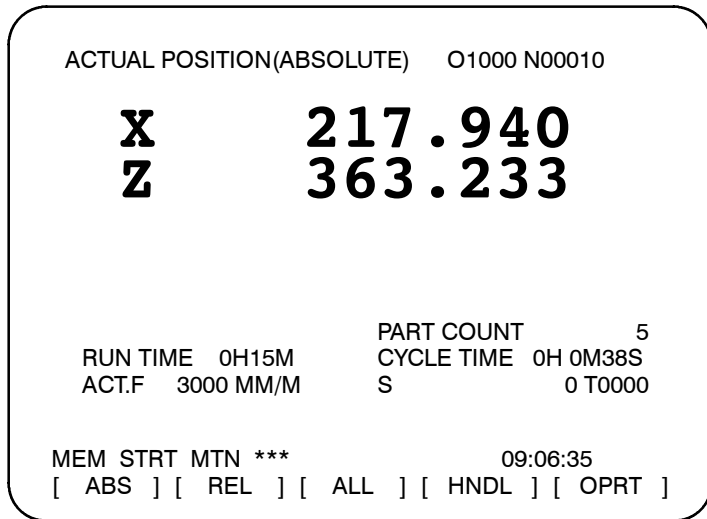 ACTUAL POSITION(ABSOLUTE) O1000 N00010
X 217.940
Z 363.233
PART COUNT 5
RUN TIME 0H15M CYCLE TIME 0H 0M38S
ACT.F 3000 MM/M S 0 T0000
MEM STRT MTN *** 09:06:35
[ ABS ] [ REL ] [ ALL ] [ HNDL ] [ OPRT ]